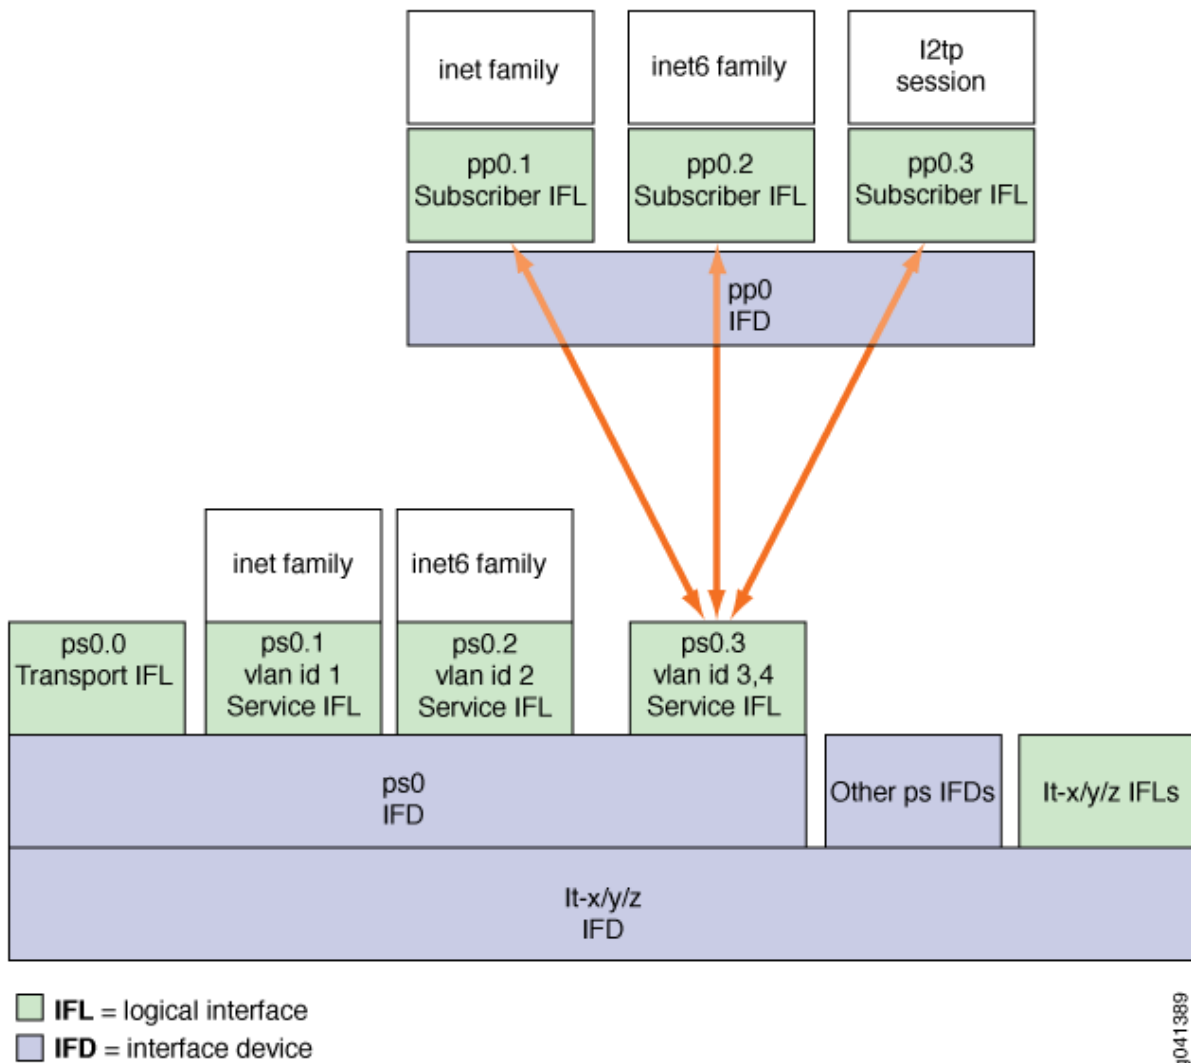 inet family
inet6 family
l2tp
session
pp0.1
Subscriber IFL
pp0.2
Subscriber IFL
pp0.3
Subscriber IFL
pp0
IFD
inet family
inet6 family
ps0.0
Transport IFL
ps0.1
vlan id 1
Service IFL
ps0.2
vlan id 2
Service IFL
ps0.3
vlan id 3,4
Service IFL
ps0
IFD
Other ps IFDs
lt-x/y/z IFLs
lt-x/y/z
IFD
IFL = logical interface
IFD = interface device
g041389